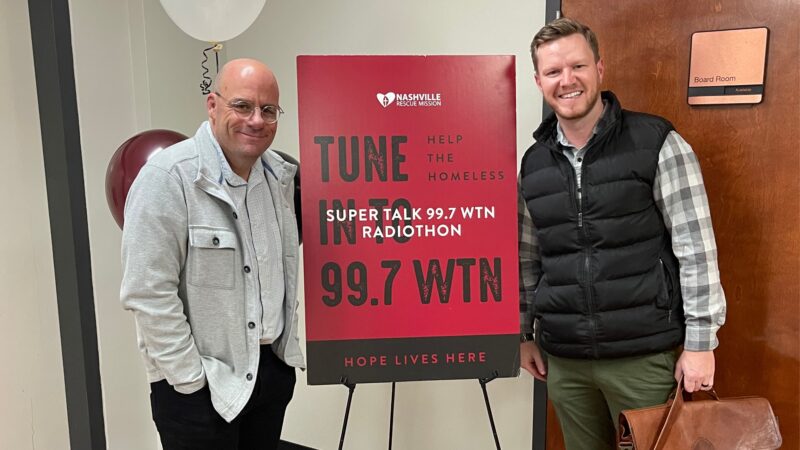 NASHVILLE
RESCUE MISSION
TUNE
HELP
THE
HOMELESS
IN TO
SUPER TALK 99.7 WTN
RADIOTHON
99.7 WTN
HOPE LIVES HERE
Board Room